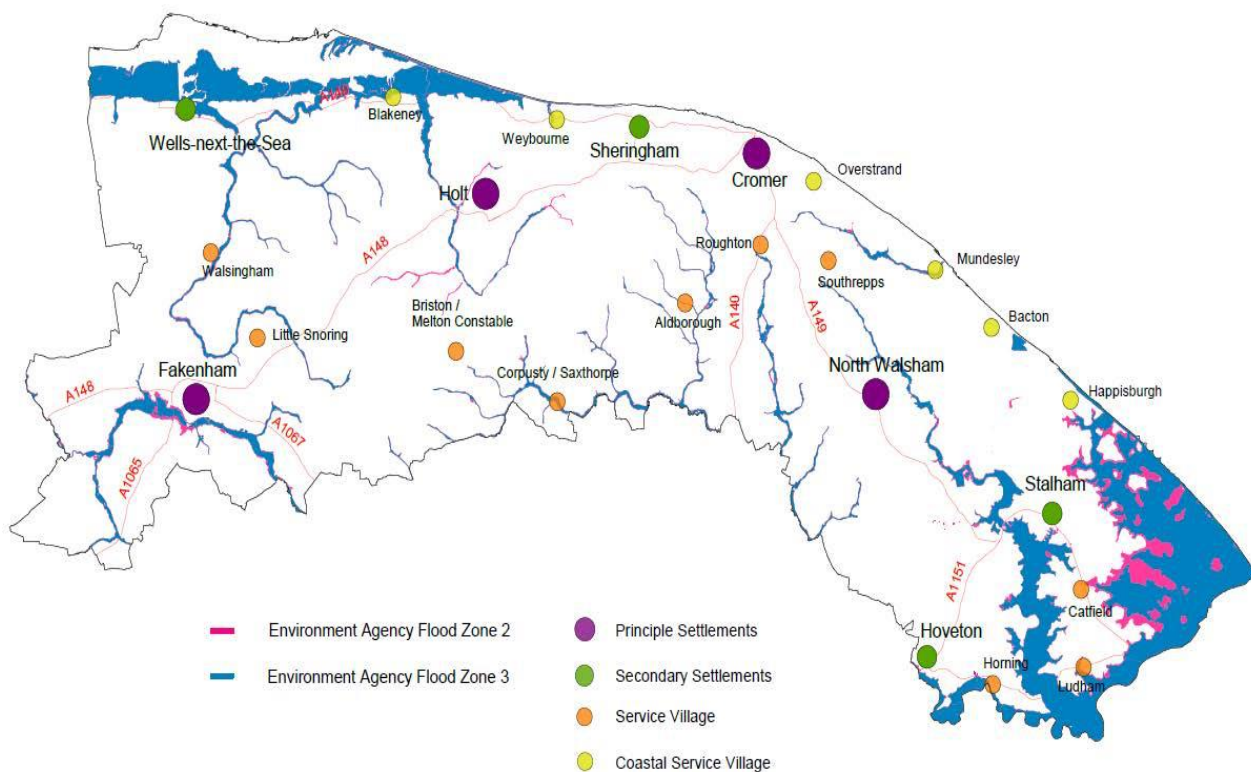 A149
Blakeney
Wells-next-the-Sea
Weybourne
Sheringham
Cromer
Overstrand
Holt
A148
Walsingham
Roughton
Southrepps
Mundesley
Briston /
Melton Constable
Aldborough
A140
A149
Bacton
Little Snoring
Fakenham
A148
Corpusty / Saxthorpe
North Walsham
Happisburgh
A1067
A1065
Stalham
A1151
Catfield
Hoveton
Horning
Ludham
Environment Agency Flood Zone 2
Environment Agency Flood Zone 3
Principle Settlements
Secondary Settlements
Service Village
Coastal Service Village